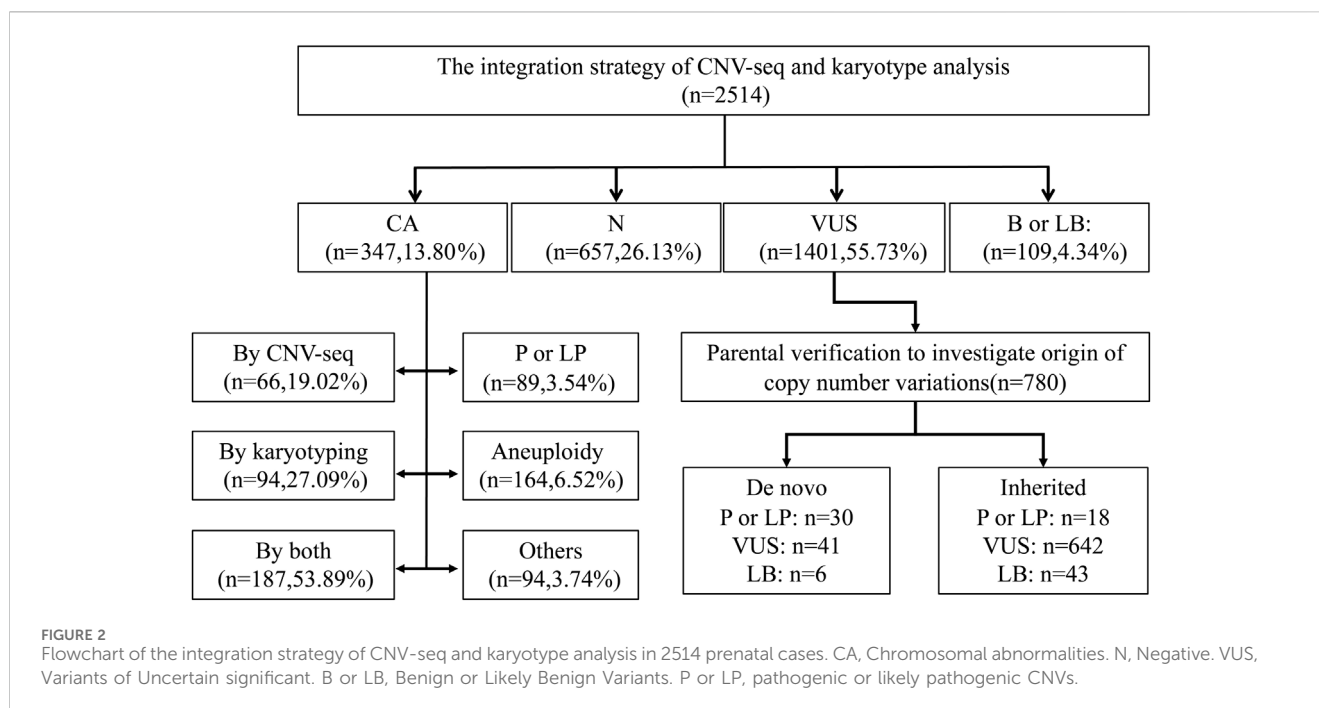 The integration strategy of CNV-seq and karyotype analysis
(n=2514)
CA
(n=347,13.80%)
N
(n=657,26.13%)
VUS
(n=1401,55.73%)
B or LB:
(n=109,4.34%)
By CNV-seq
(n=66,19.02%)
P or LP
(n=89,3.54%)
Parental verification to investigate origin of
copy number variations(n=780)
By karyotyping
(n=94,27.09%)
Aneuploidy
(n=164,6.52%)
By both
(n=187,53.89%)
Others
(n=94,3.74%)
De novo
P or LP: n=30
VUS: n=41
LB: n=6
Inherited
P or LP: n=18
VUS: n=642
LB: n=43
FIGURE 2
Flowchart of the integration strategy of CNV-seq and karyotype analysis in 2514 prenatal cases. CA, Chromosomal abnormalities. N, Negative. VUS,
Variants of Uncertain significant. B or LB, Benign or Likely Benign Variants. P or LP, pathogenic or likely pathogenic CNVs.